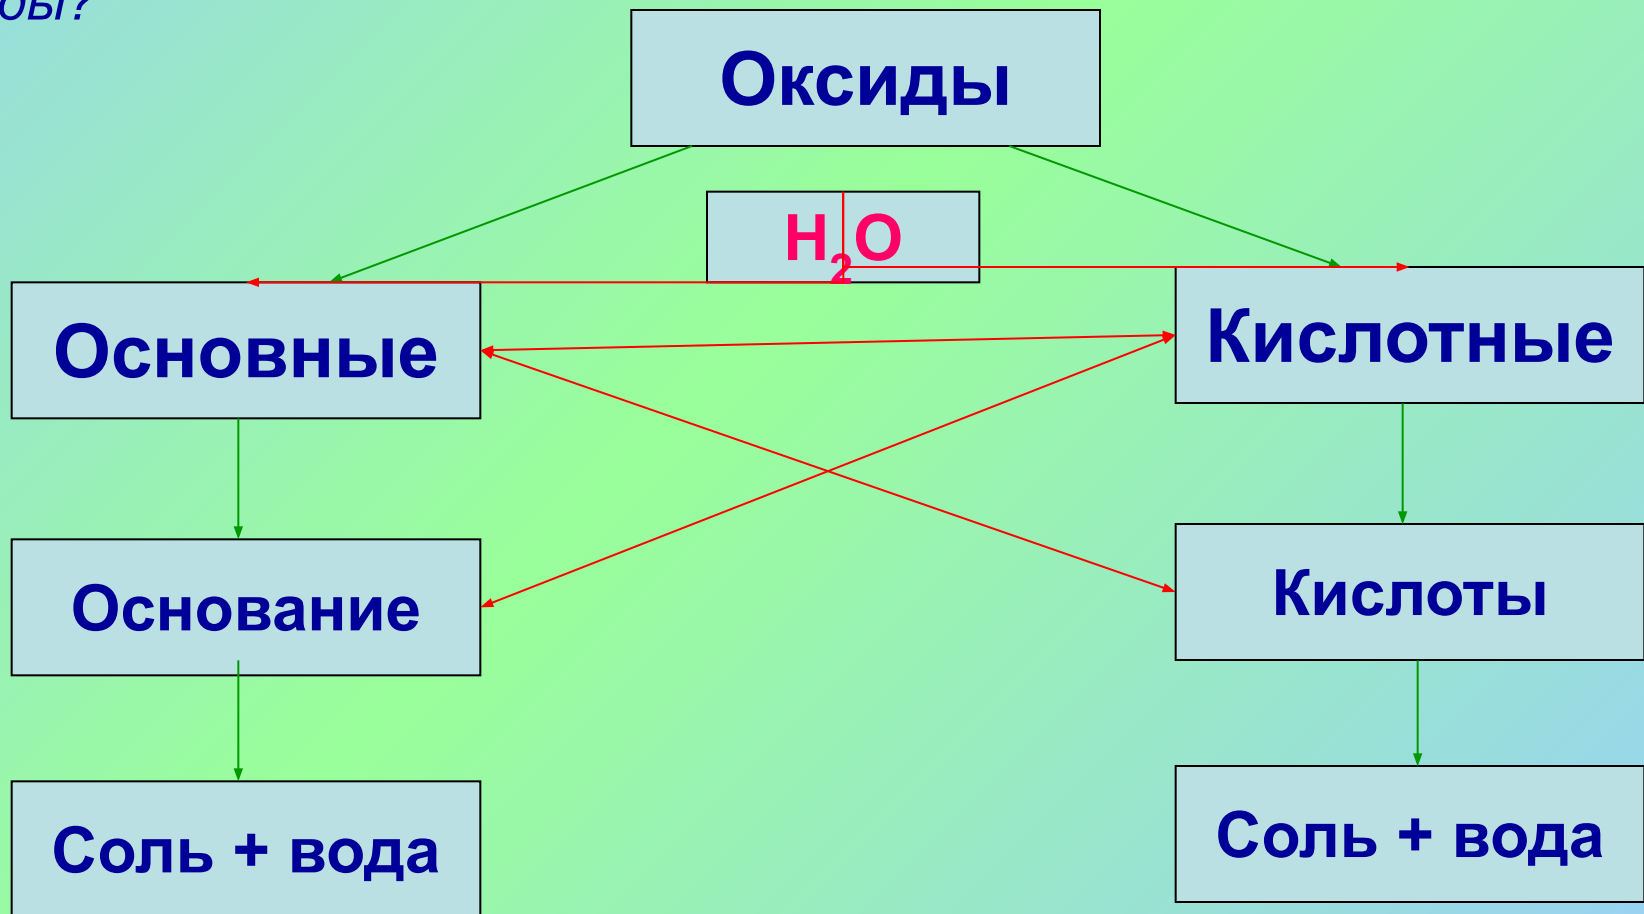 Оксиды
H₂O
Основные
Кислотные
Основание
Кислоты
Соль + вода
Соль + вода